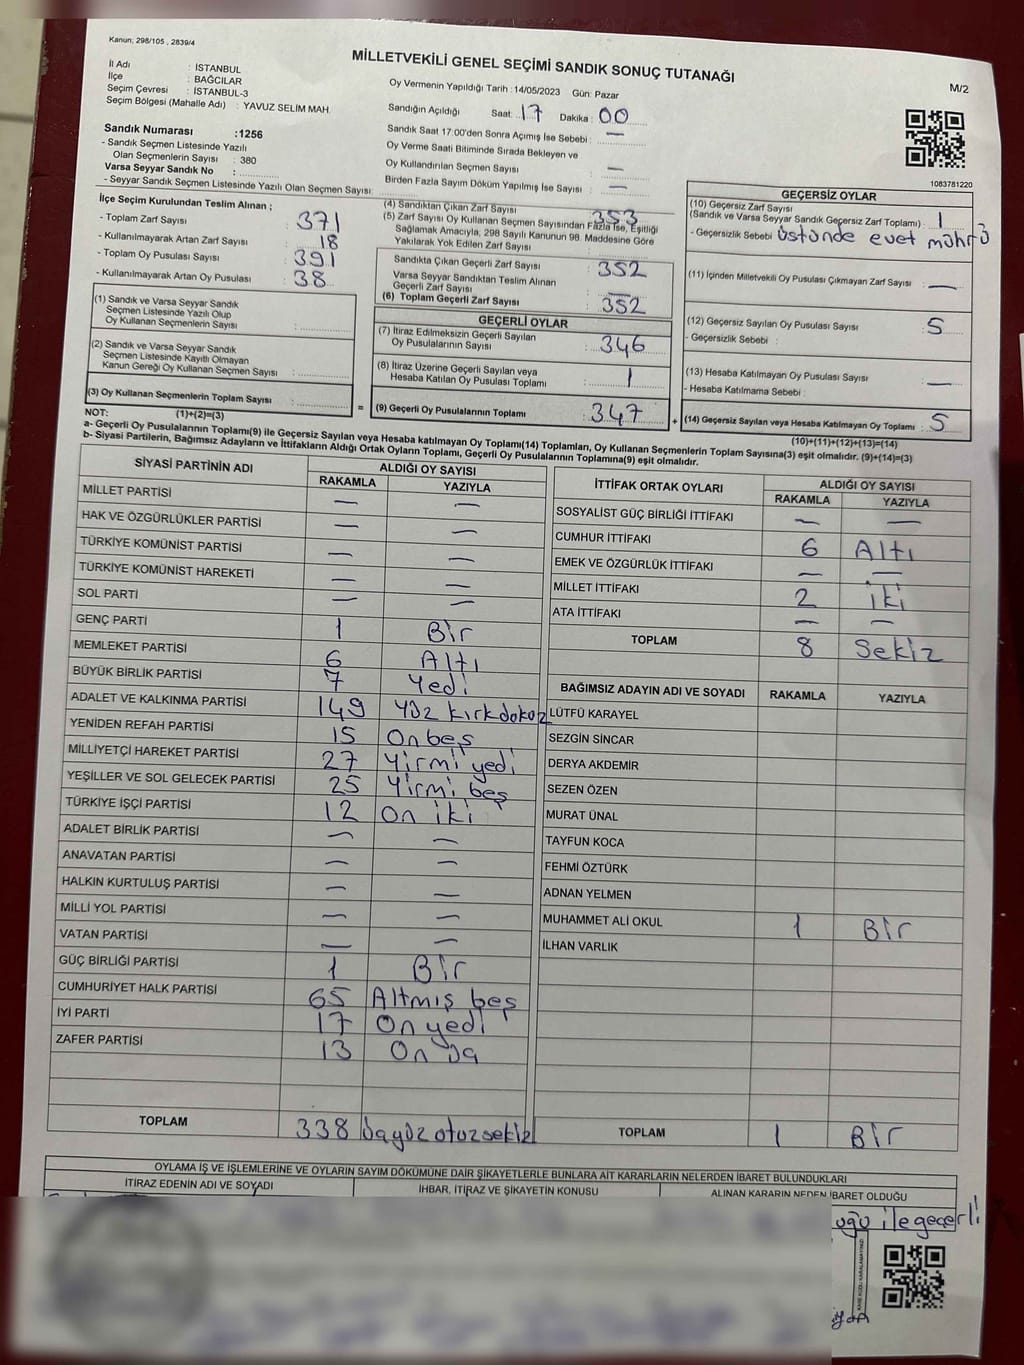 Kanun, 298/105 , 2839/4
MİLLETVEKİLİ GENEL SEÇİMİ SANDIK SONUÇ TUTANAĞI
M/2
İl Adı : İSTANBUL
İlçe : BAĞCILAR
Seçim Çevresi : İSTANBUL-3
Seçim Bölgesi (Mahalle Adı) : YAVUZ SELİM MAH.
Oy Vermenin Yapıldığı Tarih :14/05/2023 Gün: Pazar
Sandığın Açıldığı Saat: 17 Dakika : 00
Sandık Saat 17:00'den Sonra Açımış İse Sebebi : —
Oy Verme Saati Bitiminde Sırada Bekleyen ve
Oy Kullandırılan Seçmen Sayısı : —
Birden Fazla Sayım Döküm Yapılmış İse Sayısı : —
Sandık Numarası :1256
- Sandık Seçmen Listesinde Yazılı
Olan Seçmenlerin Sayısı : 380
Varsa Seyyar Sandık No :
- Seyyar Sandık Seçmen Listesinde Yazılı Olan Seçmen Sayısı:
1083781220
İlçe Seçim Kurulundan Teslim Alınan ;
- Toplam Zarf Sayısı : 371
- Kullanılmayarak Artan Zarf Sayısı : 18
- Toplam Oy Pusulası Sayısı : 391
- Kullanılmayarak Artan Oy Pusulası : 38
(1) Sandık ve Varsa Seyyar Sandık
Seçmen Listesinde Yazılı Olup
Oy Kullanan Seçmenlerin Sayısı :
(2) Sandık ve Varsa Seyyar Sandık
Seçmen Listesinde Kayıtlı Olmayan
Kanun Gereği Oy Kullanan Seçmen Sayısı :
(3) Oy Kullanan Seçmenlerin Toplam Sayısı :
(1)+(2)=(3)
(4) Sandıktan Çıkan Zarf Sayısı : 353
(5) Zarf Sayısı Oy Kullanan Seçmen Sayısından Fazla İse, Eşitliği
Sağlamak Amacıyla, 298 Sayılı Kanunun 98. Maddesine Göre
Yakılarak Yok Edilen Zarf Sayısı
Sandıkta Çıkan Geçerli Zarf Sayısı : 352
Varsa Seyyar Sandıktan Teslim Alınan
Geçerli Zarf Sayısı : —
(6) Toplam Geçerli Zarf Sayısı : 352
GEÇERLİ OYLAR
(7) İtiraz Edilmeksizin Geçerli Sayılan
Oy Pusulalarının Sayısı : 346
(8) İtiraz Üzerine Geçerli Sayılan veya
Hesaba Katılan Oy Pusulası Toplamı : 1
= (9) Geçerli Oy Pusulalarının Toplamı : 347
GEÇERSİZ OYLAR
(10) Geçersiz Zarf Sayısı
(Sandık ve Varsa Seyyar Sandık Geçersiz Zarf Toplamı) : 1
- Geçersizlik Sebebi : üstünde evet mührü
(11) İçinden Milletvekili Oy Pusulası Çıkmayan Zarf Sayısı : —
(12) Geçersiz Sayılan Oy Pusulası Sayısı : 5
- Geçersizlik Sebebi :
(13) Hesaba Katılmayan Oy Pusulası Sayısı : —
- Hesaba Katılmama Sebebi :
+ (14) Geçersiz Sayılan veya Hesaba Katılmayan Oy Toplamı : 5
(10)+(11)+(12)+(13)=(14)
NOT:
a- Geçerli Oy Pusulalarının Toplamı(9) ile Geçersiz Sayılan veya Hesaba katılmayan Oy Toplamı(14) Toplamları, Oy Kullanan Seçmenlerin Toplam Sayısına(3) eşit olmalıdır. (9)+(14)=(3)
b- Siyasi Partilerin, Bağımsız Adayların ve İttifakların Aldığı Ortak Oyların Toplamı, Geçerli Oy Pusulalarının Toplamına(9) eşit olmalıdır.
SİYASİ PARTİNİN ADI ALDIĞI OY SAYISI
RAKAMLA YAZIYLA
MİLLET PARTİSİ — —
HAK VE ÖZGÜRLÜKLER PARTİSİ — —
TÜRKİYE KOMÜNİST PARTİSİ — —
TÜRKİYE KOMÜNİST HAREKETİ — —
SOL PARTİ — —
GENÇ PARTİ 1 Bir
MEMLEKET PARTİSİ 6 Altı
BÜYÜK BİRLİK PARTİSİ 7 Yedi
ADALET VE KALKINMA PARTİSİ 149 Yüz kırkdokuz
YENİDEN REFAH PARTİSİ 15 On beş
MİLLİYETÇİ HAREKET PARTİSİ 27 Yirmi yedi
YEŞİLLER VE SOL GELECEK PARTİSİ 25 Yirmi beş
TÜRKİYE İŞÇİ PARTİSİ 12 On iki
ADALET BİRLİK PARTİSİ — —
ANAVATAN PARTİSİ — —
HALKIN KURTULUŞ PARTİSİ — —
MİLLİ YOL PARTİSİ — —
VATAN PARTİSİ — —
GÜÇ BİRLİĞİ PARTİSİ 1 Bir
CUMHURİYET HALK PARTİSİ 65 Altmış beş
İYİ PARTİ 17 On yedi
ZAFER PARTİSİ 13 On
TOPLAM 338 otuzsekiz
İTTİFAK ORTAK OYLARI ALDIĞI OY SAYISI
RAKAMLA YAZIYLA
SOSYALİST GÜÇ BİRLİĞİ İTTİFAKI — —
CUMHUR İTTİFAKI 6 Altı
EMEK VE ÖZGÜRLÜK İTTİFAKI — —
MİLLET İTTİFAKI 2 iki
ATA İTTİFAKI — —
TOPLAM 8 Sekiz
BAĞIMSIZ ADAYIN ADI VE SOYADI RAKAMLA YAZIYLA
LÜTFÜ KARAYEL
SEZGİN SİNCAR
DERYA AKDEMİR
SEZEN ÖZEN
MURAT ÜNAL
TAYFUN KOCA
FEHMİ ÖZTÜRK
ADNAN YELMEN
MUHAMMET ALİ OKUL 1 Bir
İLHAN VARLIK
TOPLAM 1 Bir
OYLAMA İŞ VE İŞLEMLERİNE VE OYLARIN SAYIM DÖKÜMÜNE DAİR ŞİKAYETLERLE BUNLARA AİT KARARLARIN NELERDEN İBARET BULUNDUKLARI
İTİRAZ EDENİN ADI VE SOYADI İHBAR, İTİRAZ VE ŞİKAYETİN KONUSU ALINAN KARARIN NEDEN İBARET OLDUĞU
ile geçerli